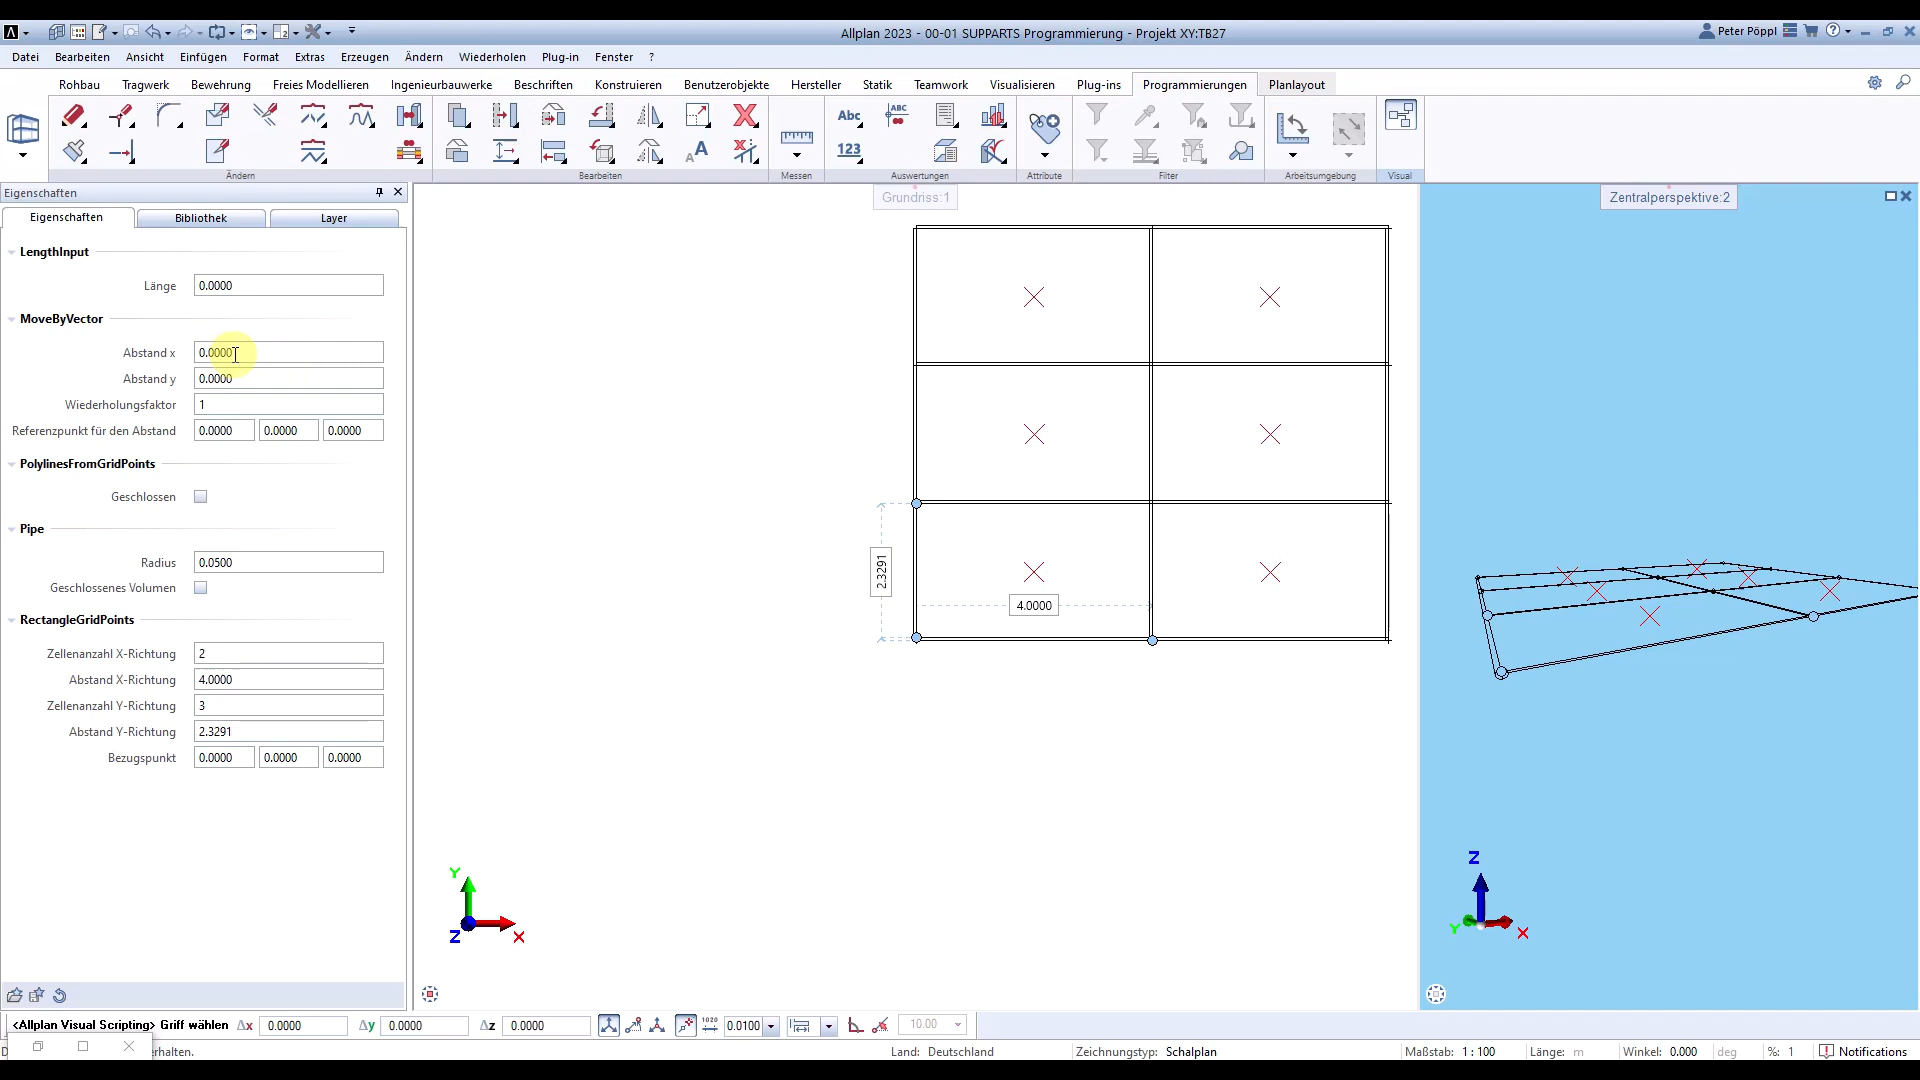 Allplan 2023 - 00-01 SUPPARTS Programmierung - Projekt XY:TB27
Peter Pöppl
Datei Bearbeiten Ansicht Einfügen Format Extras Erzeugen Ändern Wiederholen Plug-in Fenster ?
Rohbau Tragwerk Bewehrung Freies Modellieren Ingenieurbauwerke Beschriften Konstruieren Benutzerobjekte Hersteller Statik Teamwork Visualisieren Plug-ins Programmierung Planlayout
Abc ABC
123
Ändern Bearbeiten Messen Auswertungen Attribute Filter Arbeitsumgebung Visual
Eigenschaften
Eigenschaften Bibliothek Layer
LengthInput
Länge 0.0000
MoveByVector
Abstand x 0.0000
Abstand y 0.0000
Wiederholungsfaktor 1
Referenzpunkt für den Abstand 0.0000 0.0000 0.0000
PolylinesFromGridPoints
Geschlossen
Pipe
Radius 0.0500
Geschlossenes Volumen
RectangleGridPoints
Zellenanzahl X-Richtung 2
Abstand X-Richtung 4.0000
Zellenanzahl Y-Richtung 3
Abstand Y-Richtung 2.3291
Bezugspunkt 0.0000 0.0000 0.0000
Grundriss:1
2.3291
4.0000
Y
Z X
Zentralperspektive:2
Z
Y X
<Allplan Visual Scripting> Griff wählen Δx 0.0000 Δy 0.0000 Δz 0.0000 1020 0.0100 10.00
erhalten. Land: Deutschland Zeichnungstyp: Schalplan Maßstab: 1 : 100 Länge: m Winkel: 0.000 deg %: 1 Notifications